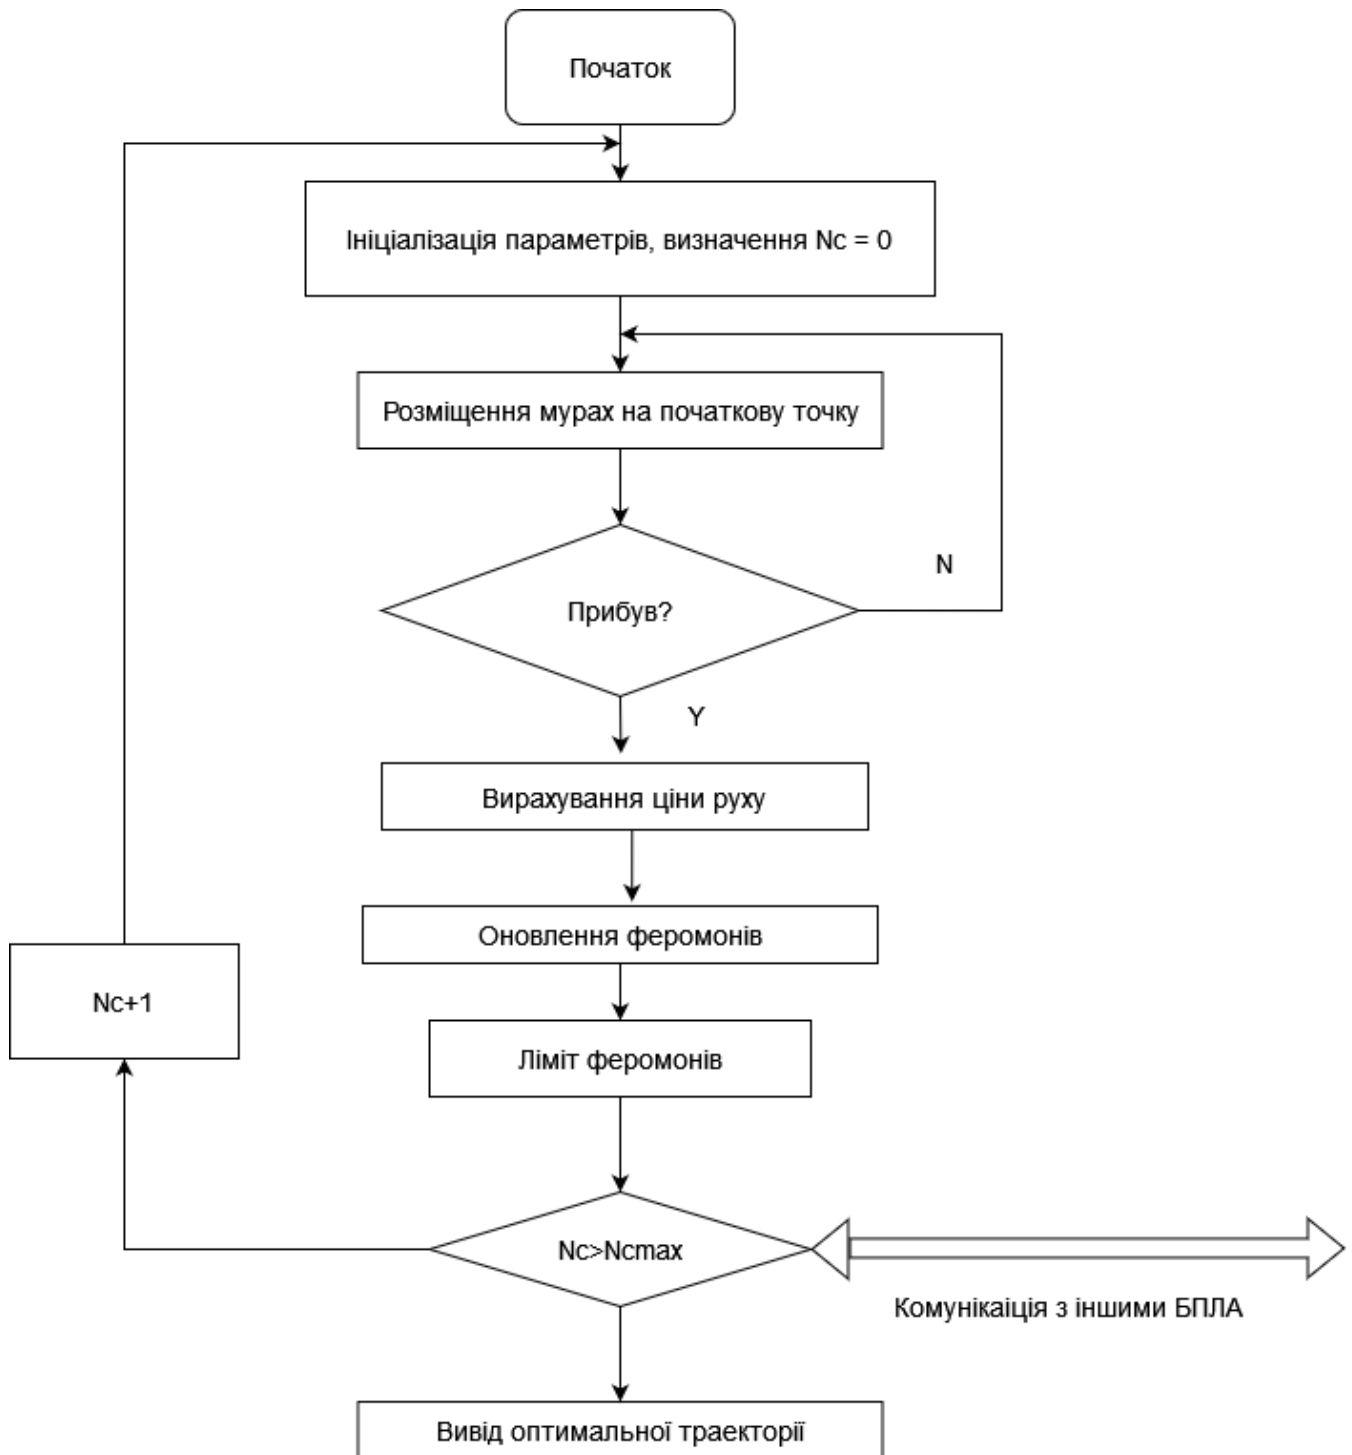 Початок
Ініціалізація параметрів, визначення Nc = 0
Розміщення мурах на початкову точку
N
Прибув?
Y
Вирахування ціни руху
Оновлення феромонів
Nc+1
Ліміт феромонів
Nc>Ncmax
Комунікаіція з іншими БПЛА
Вивід оптимальної траекторії